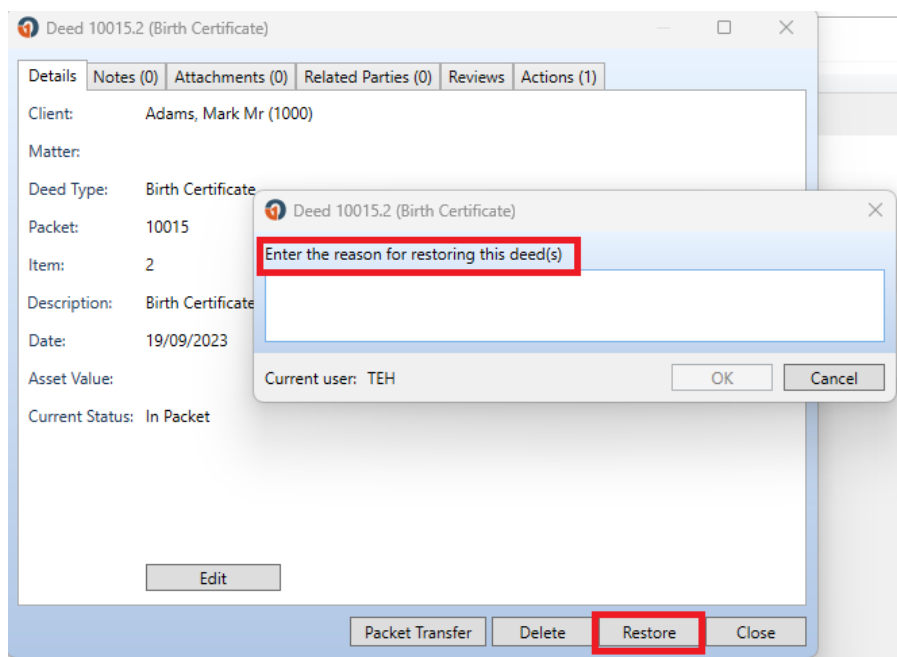 Deed 10015.2 (Birth Certificate)
Details Notes (0) Attachments (0) Related Parties (0) Reviews Actions (1)
Client: Adams, Mark Mr (1000)
Matter:
Deed Type: Birth Certificate
Packet: 10015
Item: 2
Description: Birth Certificate
Date: 19/09/2023
Asset Value:
Current Status: In Packet
Edit
Packet Transfer Delete Restore Close
Deed 10015.2 (Birth Certificate)
Enter the reason for restoring this deed(s)
Current user: TEH OK Cancel